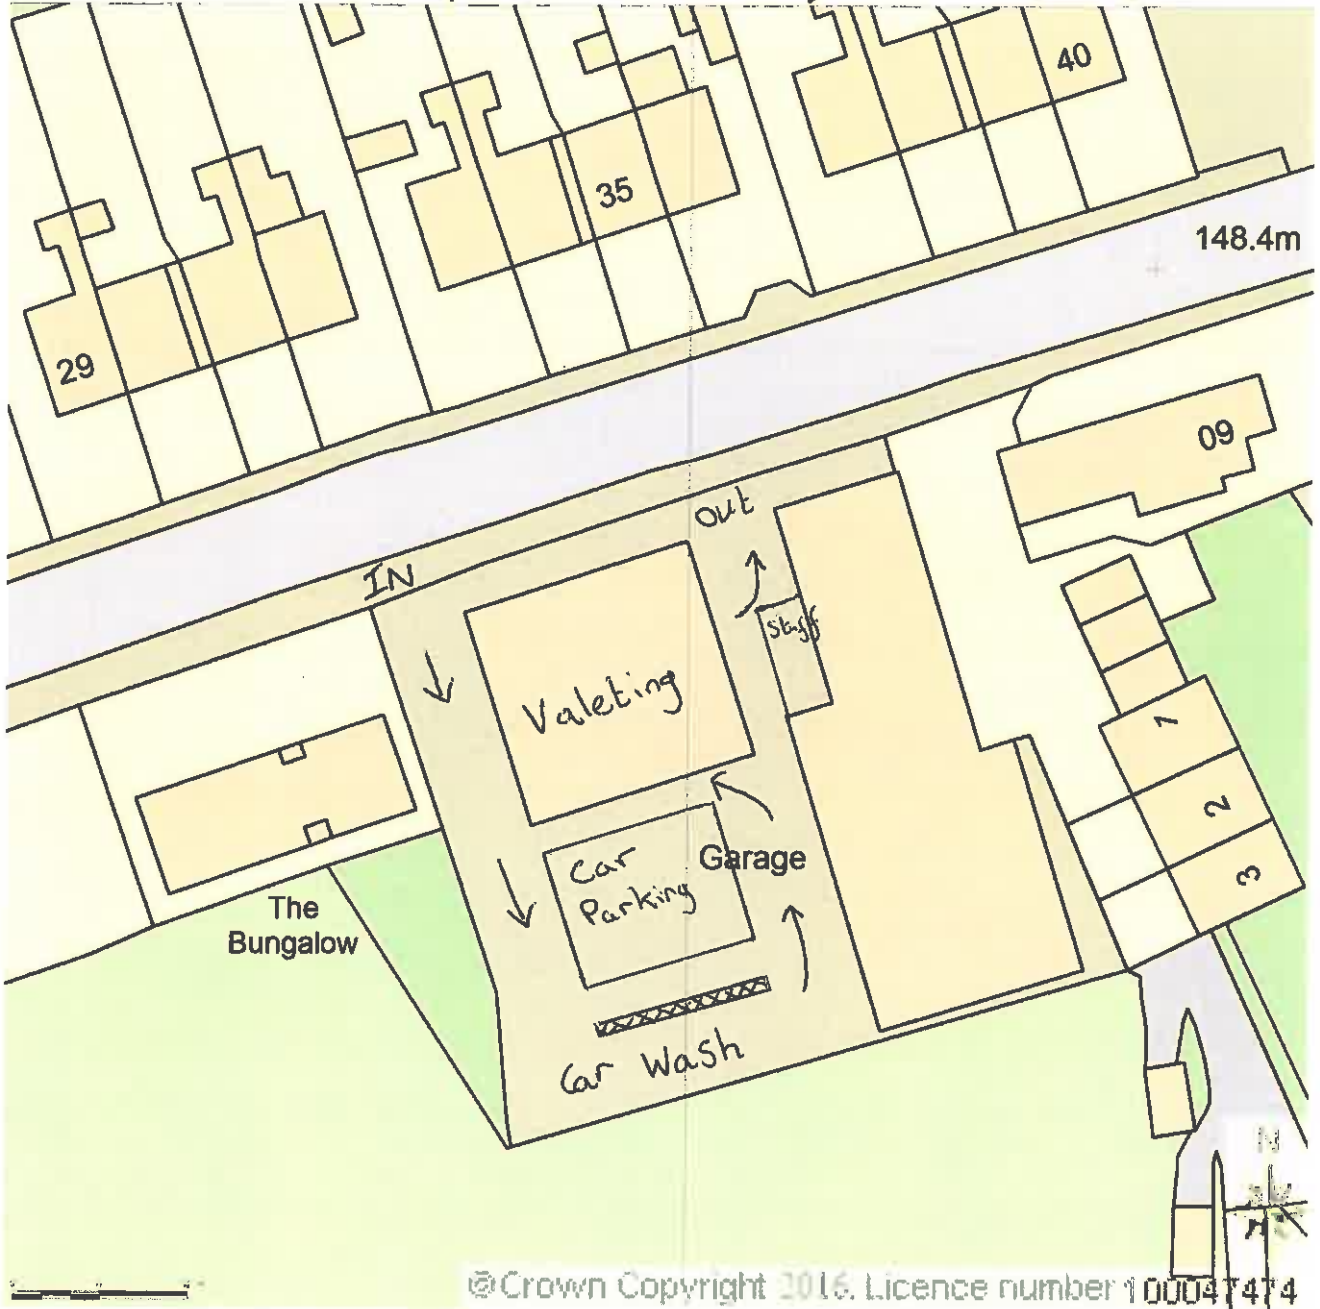 40
35
148.4m
29
09
OUt
IN
Staff
Valeting
1
2
Car
Parking
Garage
3
The
Bungalow
Car Wash
N
@Crown Copyright 2016. Licence number 100047474